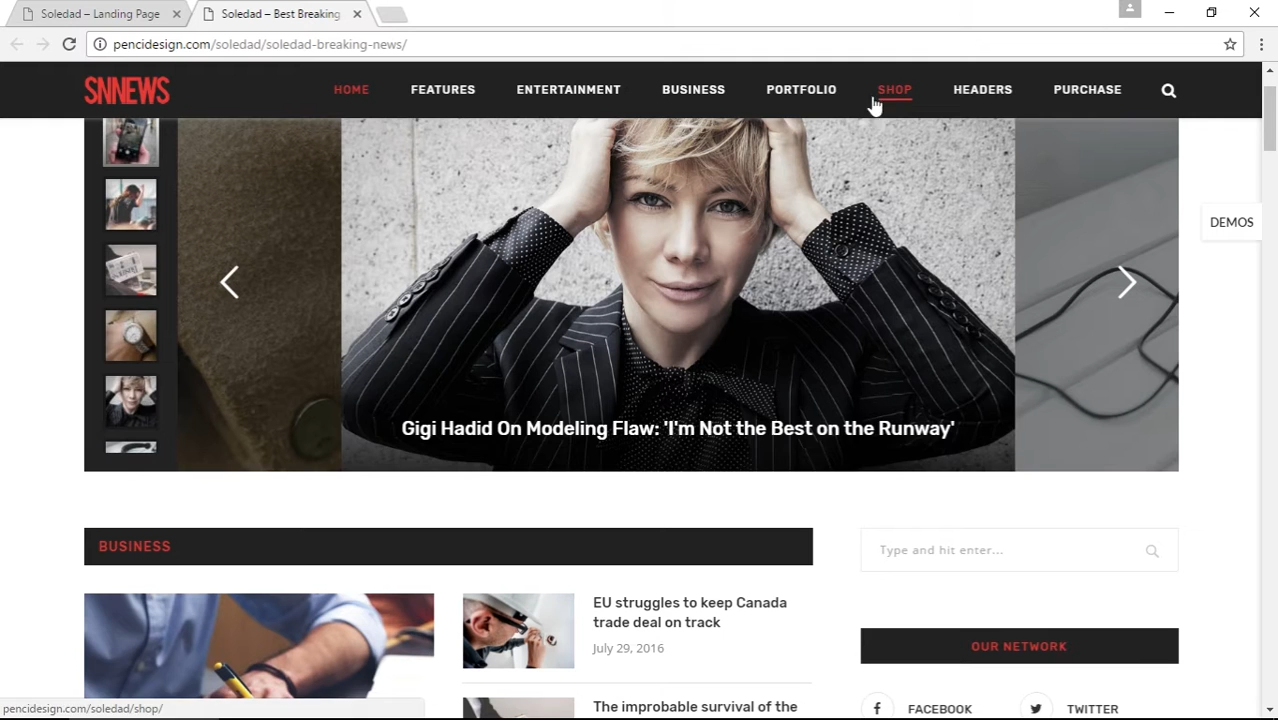 Soledad – Landing Page
Soledad – Best Breaking
pencidesign.com/soledad/soledad-breaking-news/
SNNEWS
HOME
FEATURES
ENTERTAINMENT
BUSINESS
PORTFOLIO
SHOP
HEADERS
PURCHASE
DEMOS
Gigi Hadid On Modeling Flaw: 'I'm Not the Best on the Runway'
BUSINESS
Type and hit enter...
EU struggles to keep Canada
trade deal on track
July 29, 2016
OUR NETWORK
The improbable survival of the
FACEBOOK
TWITTER
pencidesign.com/soledad/shop/